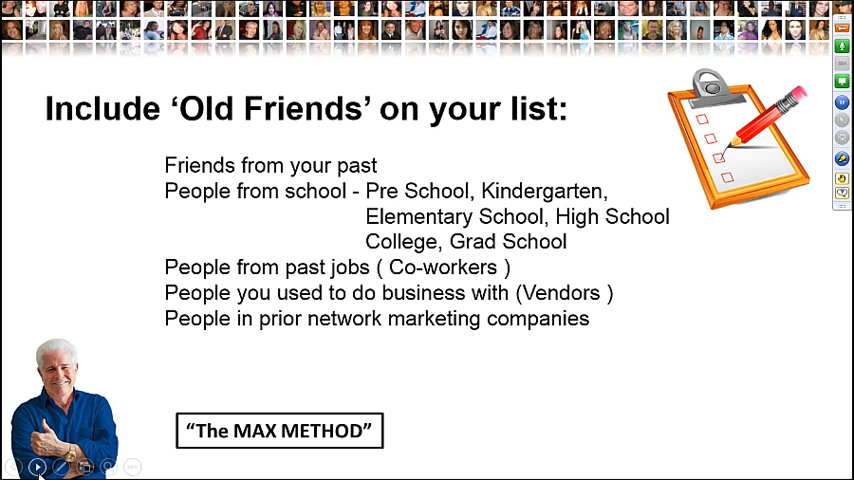 Include ‘Old Friends’ on your list:
Friends from your past
People from school - Pre School, Kindergarten,
Elementary School, High School
College, Grad School
People from past jobs ( Co-workers )
People you used to do business with (Vendors )
People in prior network marketing companies
“The MAX METHOD”